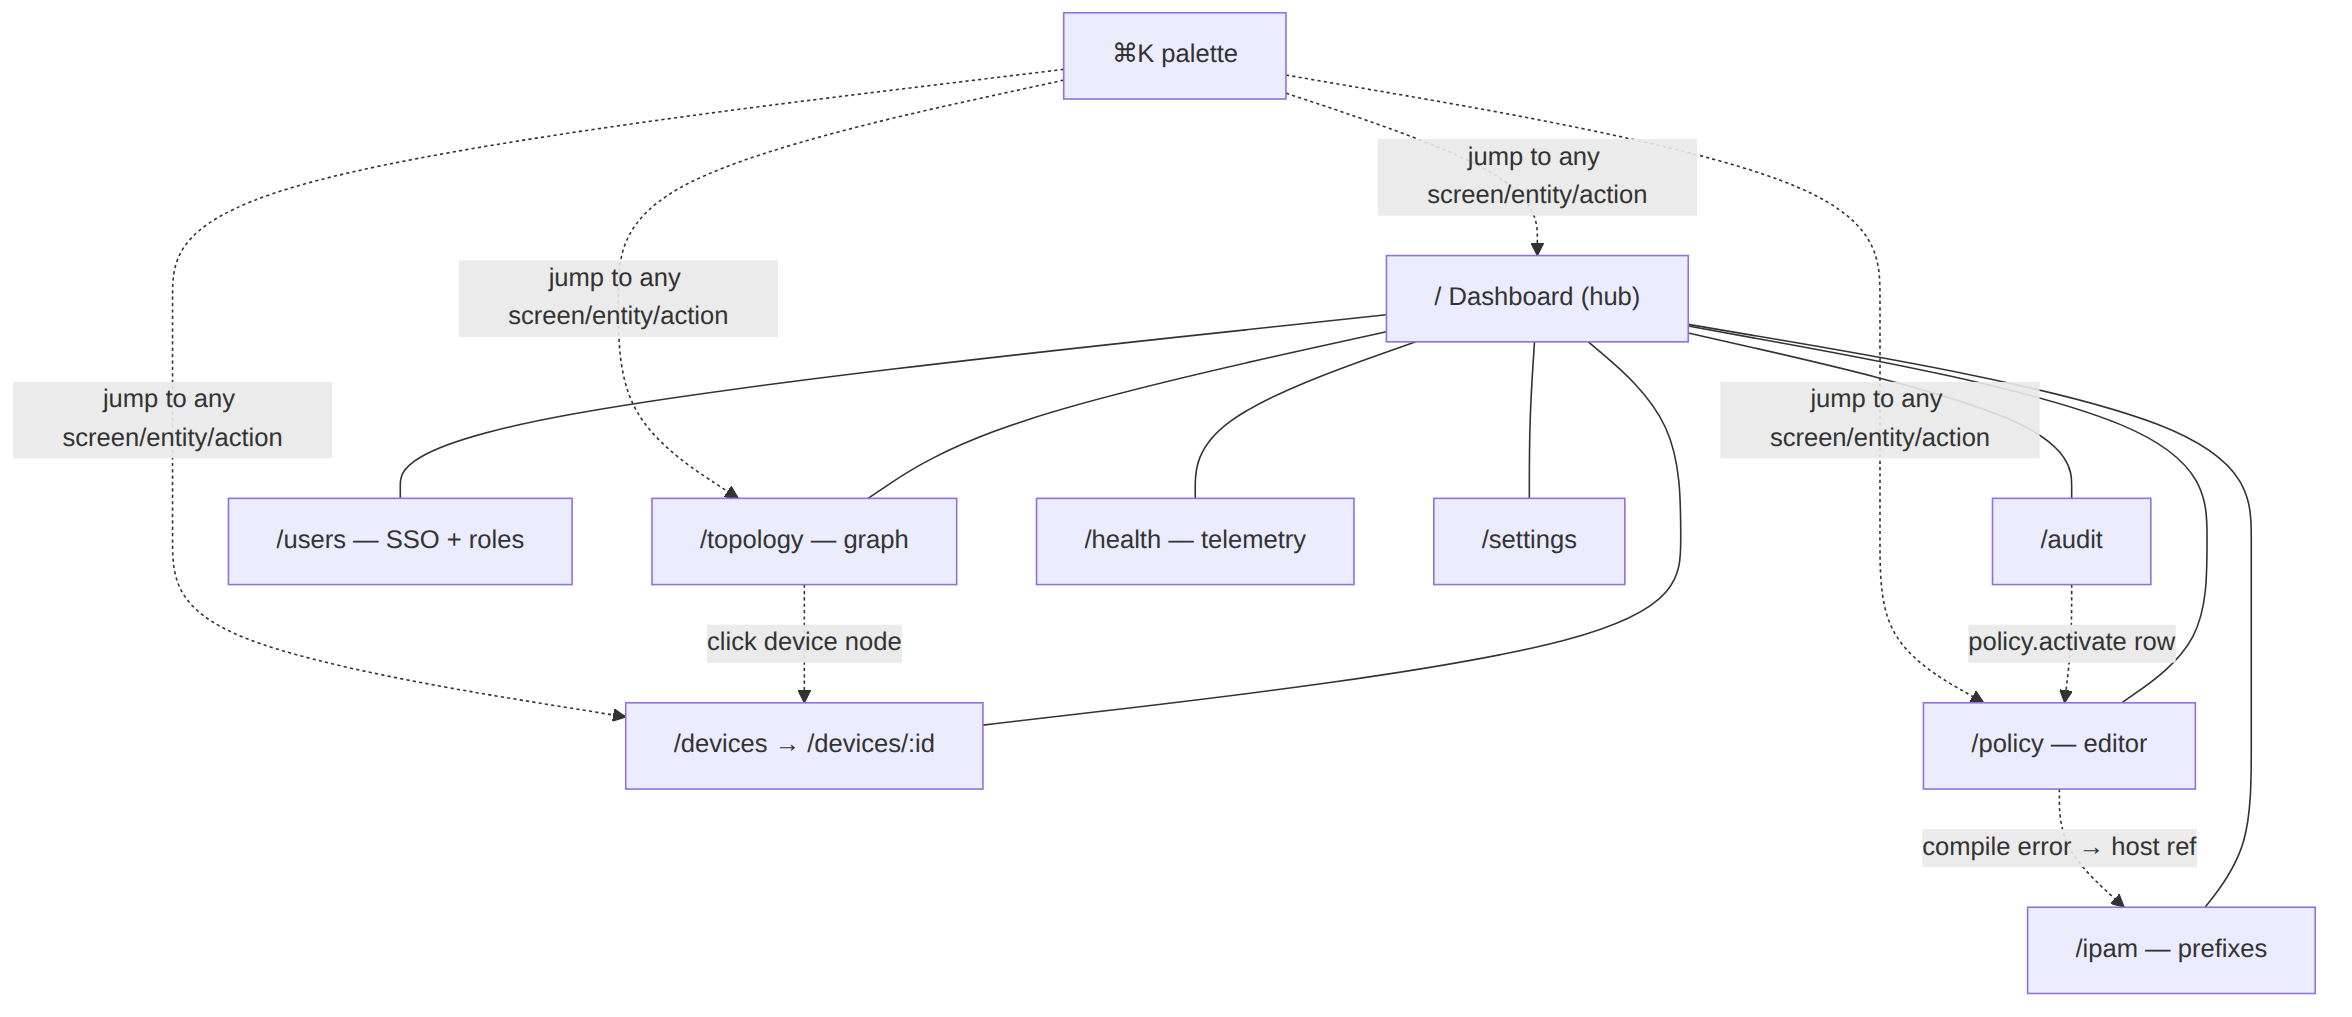 ⌘K palette
jump to any
screen/entity/action
jump to any
screen/entity/action
/ Dashboard (hub)
jump to any
screen/entity/action
jump to any
screen/entity/action
/users — SSO + roles
/topology — graph
/health — telemetry
/settings
/audit
click device node
policy.activate row
/devices → /devices/:id
/policy — editor
compile error → host ref
/ipam — prefixes